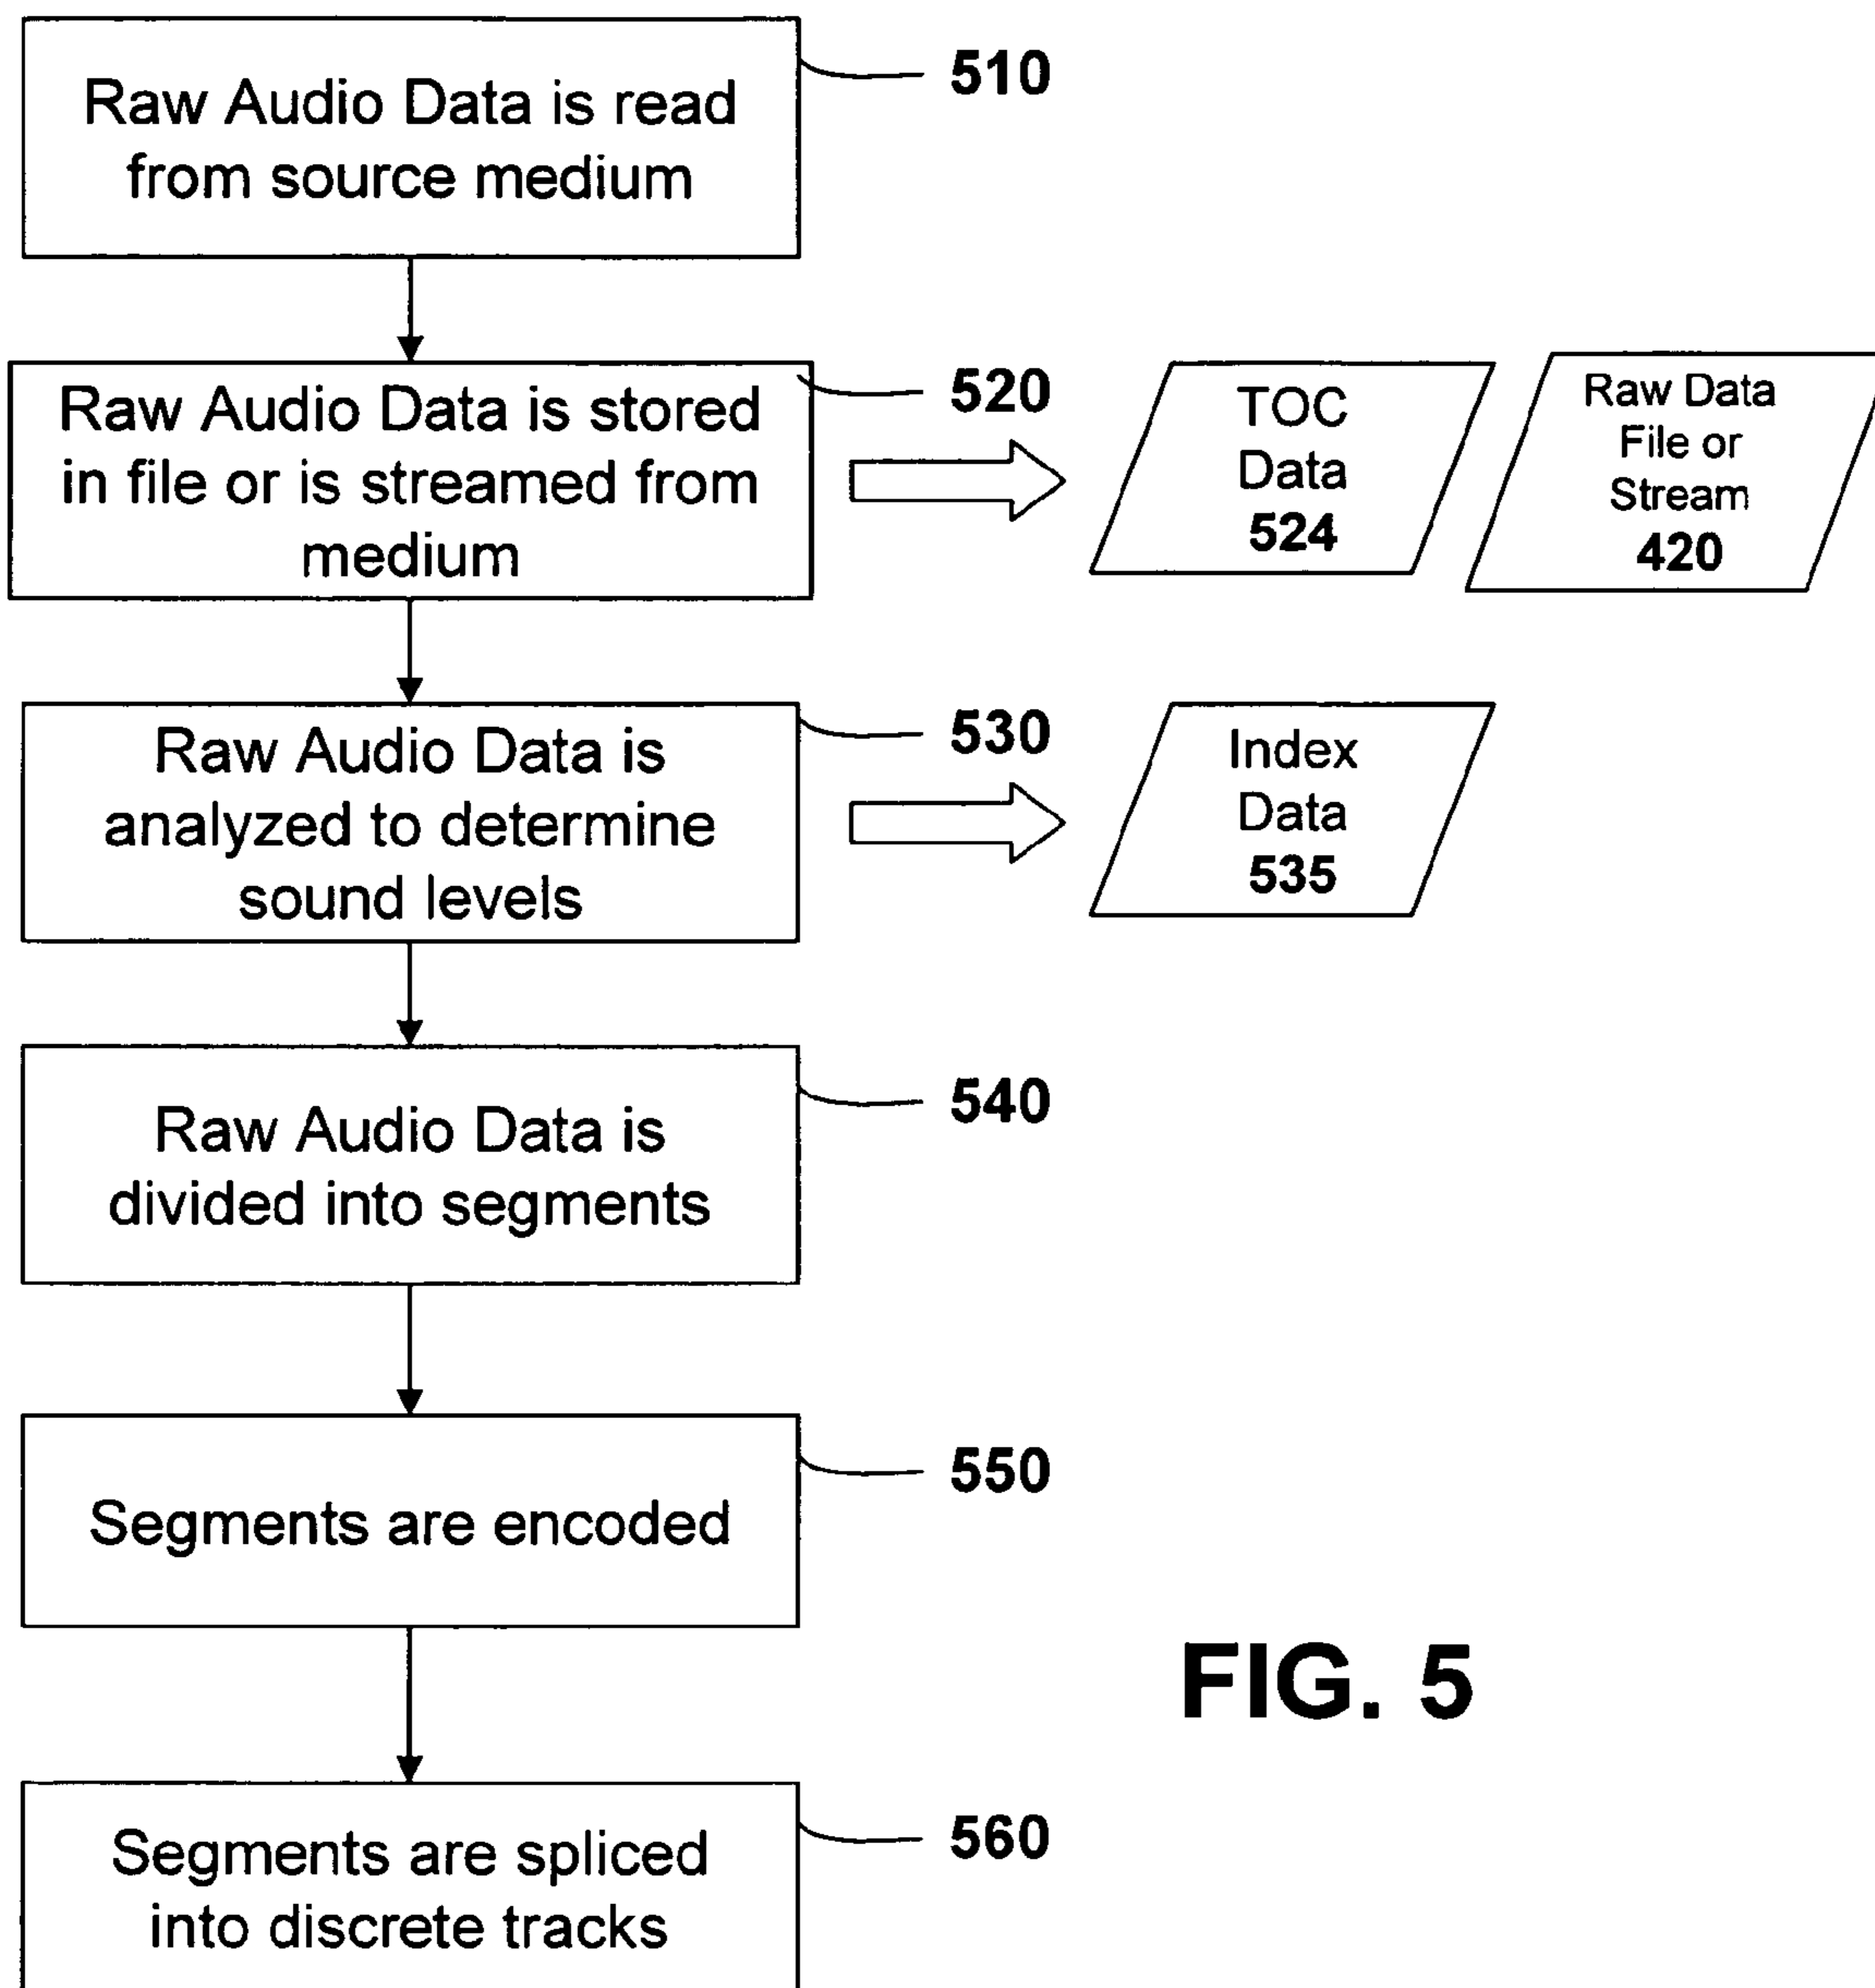 Raw Audio Data is read
from source medium
510
Raw Audio Data is stored
in file or is streamed from
medium
520
TOC
Data
524
Raw Data
File or
Stream
420
Raw Audio Data is
analyzed to determine
sound levels
530
Index
Data
535
Raw Audio Data is
divided into segments
540
Segments are encoded
550
Segments are spliced
into discrete tracks
560
FIG. 5